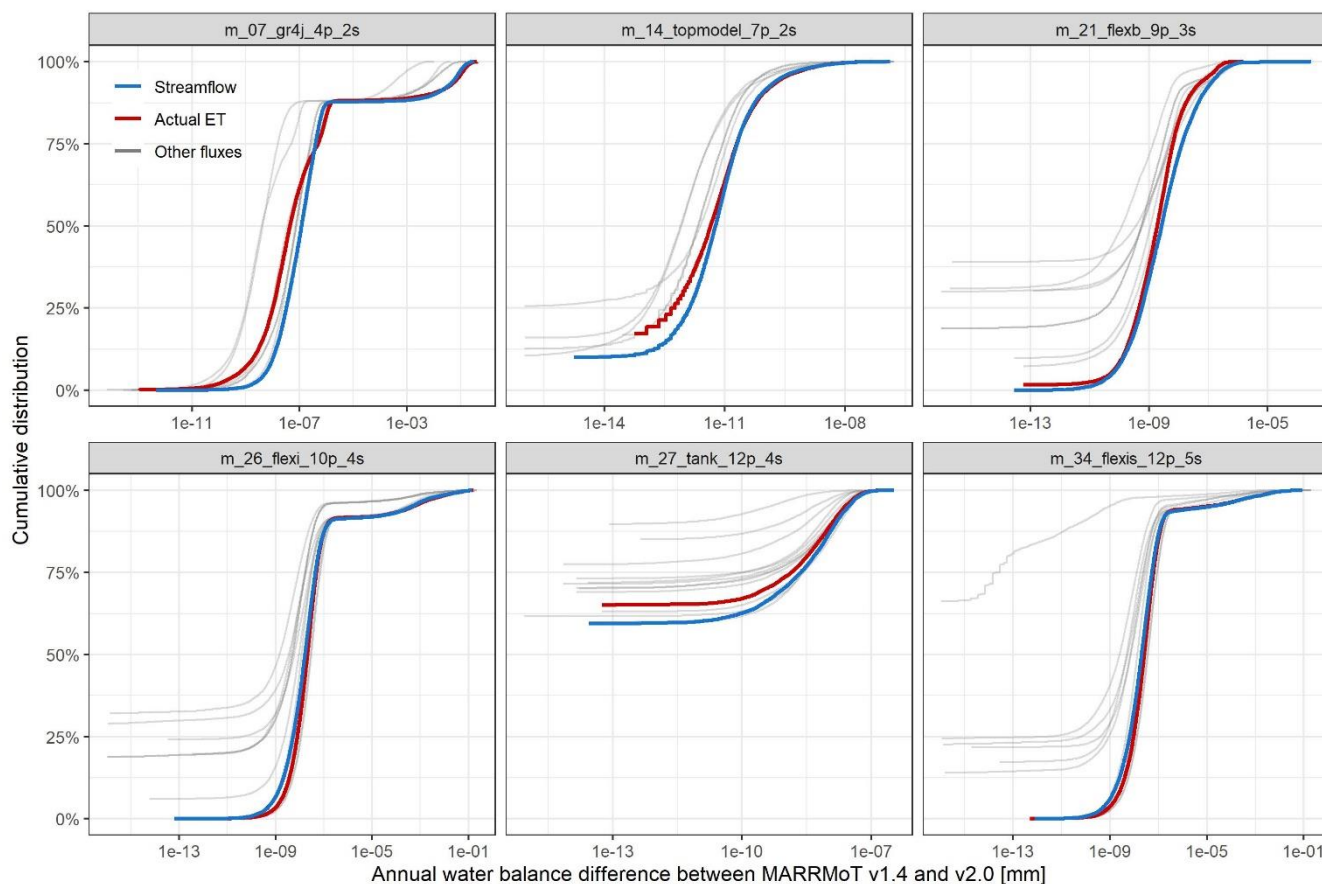 m_07_gr4j_4p_2s
m_14_topmodel_7p_2s
m_21_flexb_9p_3s
100%
75%
50%
25%
0%
Streamflow
Actual ET
Other fluxes
1e-11
1e-07
1e-03
1e-14
1e-11
1e-08
1e-13
1e-09
1e-05
Cumulative distribution
m_26_flexi_10p_4s
m_27_tank_12p_4s
m_34_flexis_12p_5s
100%
75%
50%
25%
0%
1e-13
1e-09
1e-05
1e-01
1e-13
1e-10
1e-07
1e-13
1e-09
1e-05
1e-01
Annual water balance difference between MARRMoT v1.4 and v2.0 [mm]